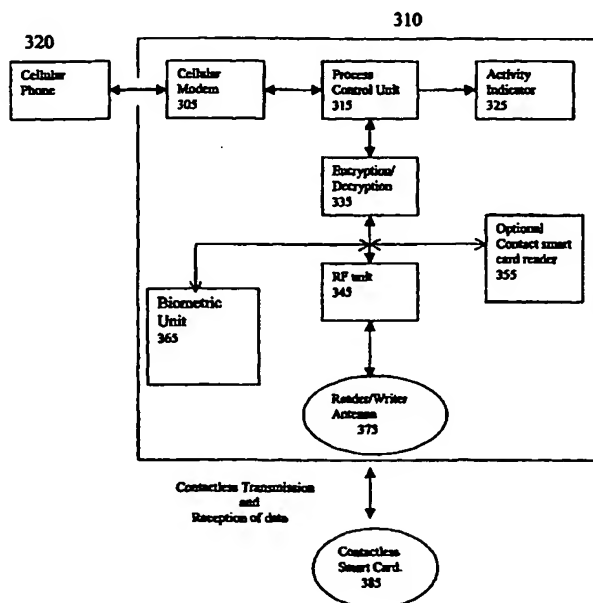 310
320
Cellular
Phone
Cellular
Modem
305
Process
Control Unit
315
Activity
Indicator
325
Encryption/
Decryption
335
Optional
Contact smart
card reader
355
RF unit
345
Biometric
Unit
365
Reader/Writer
Antenna
375
Contactless Transmission
and
Reception of data
Contactless
Smart Card.
385